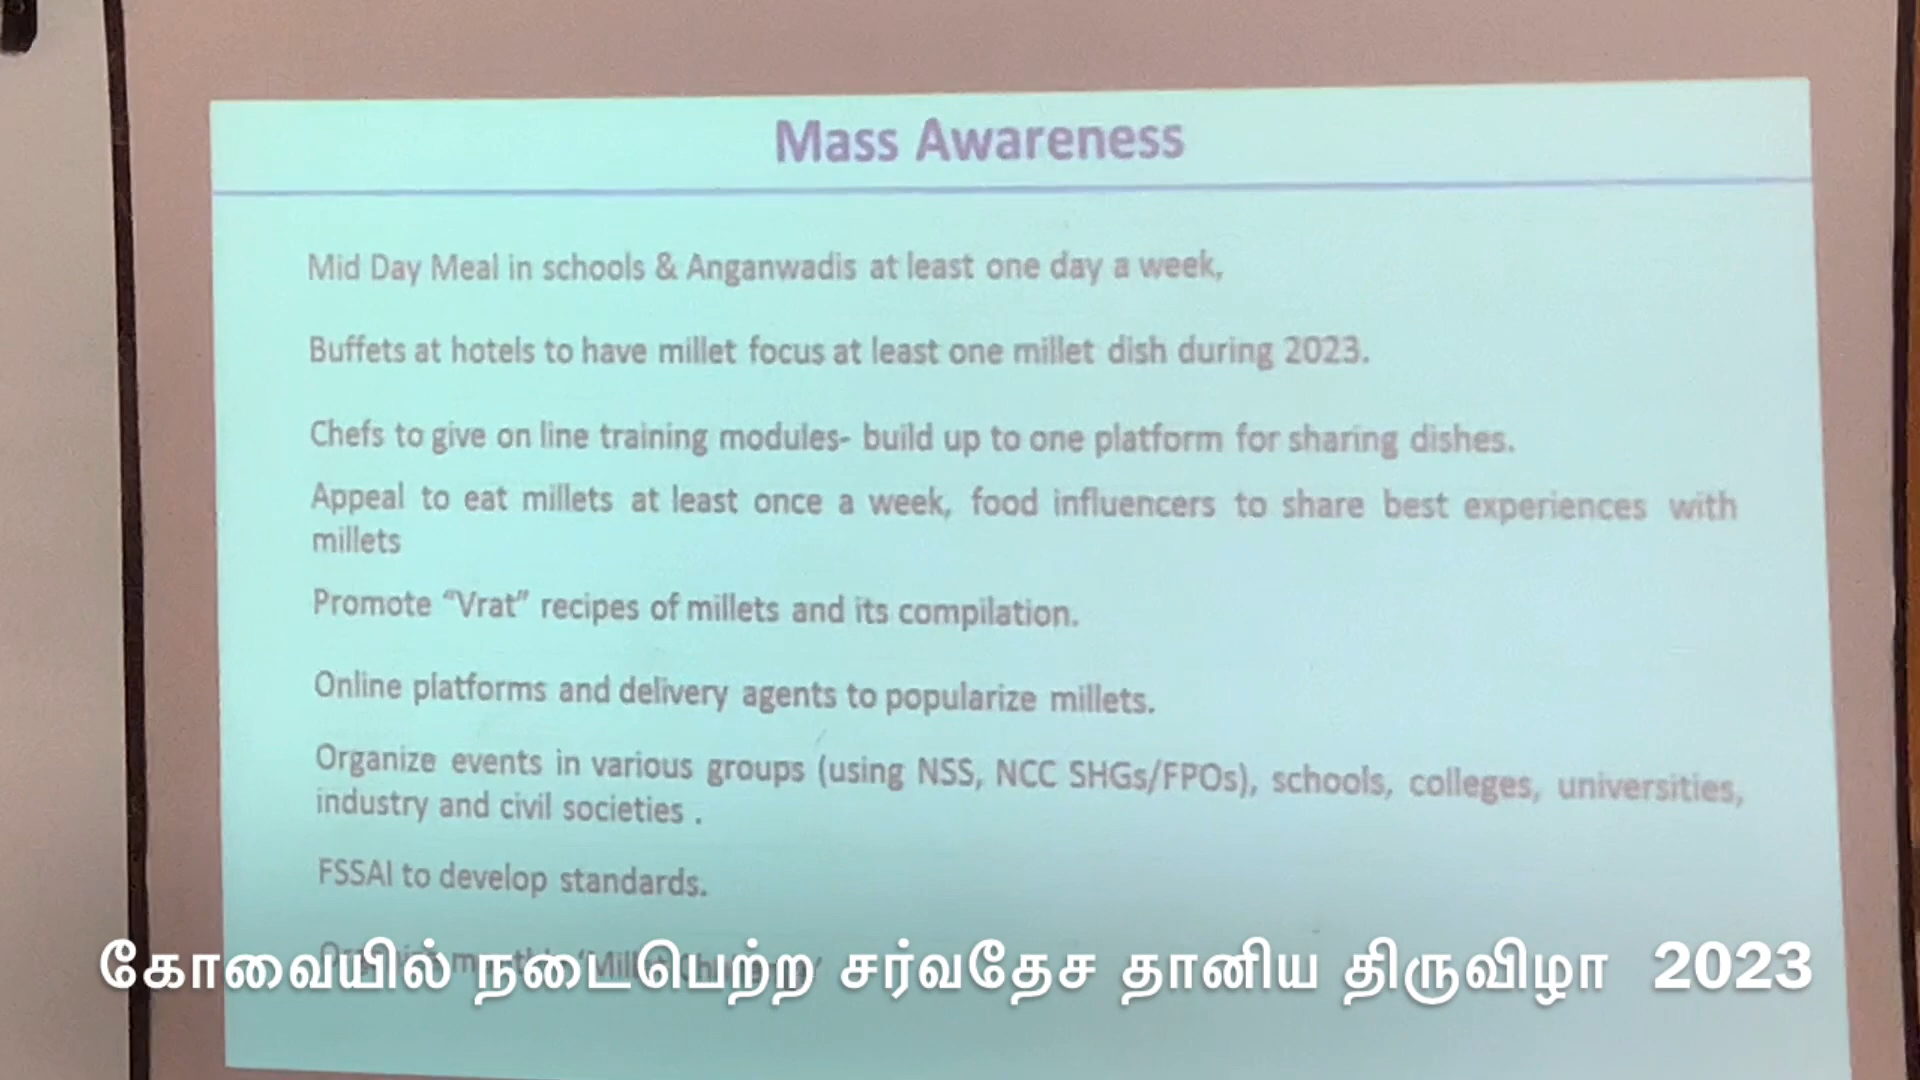 Mass Awareness
Mid Day Meal in schools & Anganwadis at least one day a week,
Buffets at hotels to have millet focus at least one millet dish during 2023.
Chefs to give on line training modules- build up to one platform for sharing dishes.
Appeal to eat millets at least once a week, food influencers to share best experiences with
millets
Promote “Vrat” recipes of millets and its compilation.
Online platforms and delivery agents to popularize millets.
Organize events in various groups (using NSS, NCC SHGs/FPOs), schools, colleges, universities,
industry and civil societies .
FSSAI to develop standards.
கோவையில் நடைபெற்ற சர்வதேச தானிய திருவிழா 2023